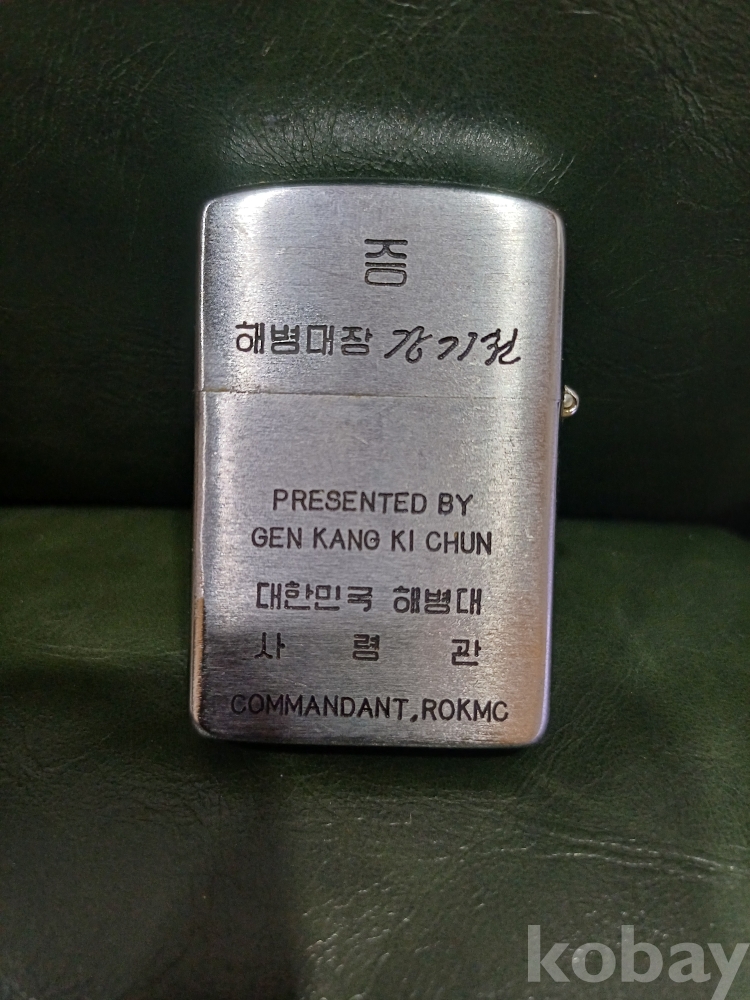 증
해병대장 강기천
PRESENTED BY
GEN KANG KI CHUN
대한민국 해병대
사 령 관
COMMANDANT, ROKMC
kobay